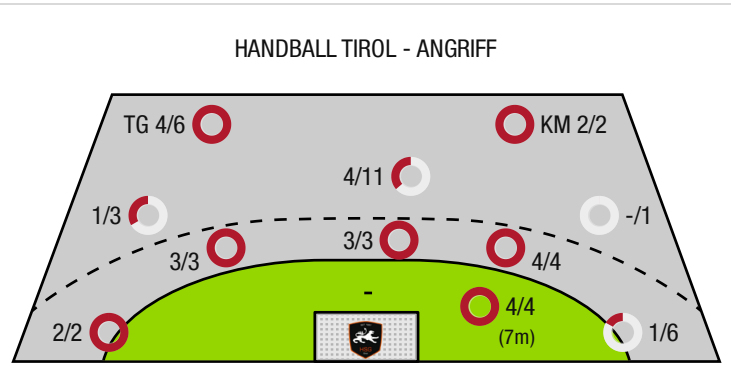 HANDBALL TIROL - ANGRIFF
TG 4/6
KM 2/2
4/11
1/3
-/1
3/3
3/3
4/4
-
4/4
(7m)
2/2
1/6